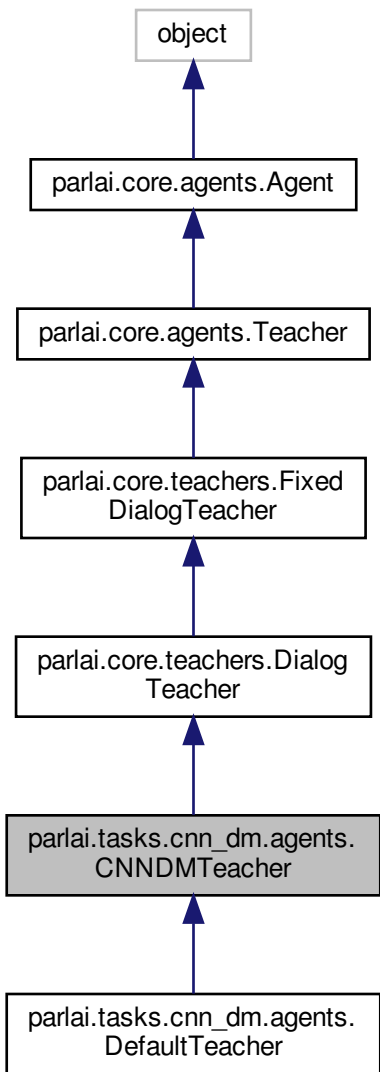 object
parlai.core.agents.Agent
parlai.core.agents.Teacher
parlai.core.teachers.Fixed
DialogTeacher
parlai.core.teachers.Dialog
Teacher
parlai.tasks.cnn_dm.agents.
CNNDMTeacher
parlai.tasks.cnn_dm.agents.
DefaultTeacher